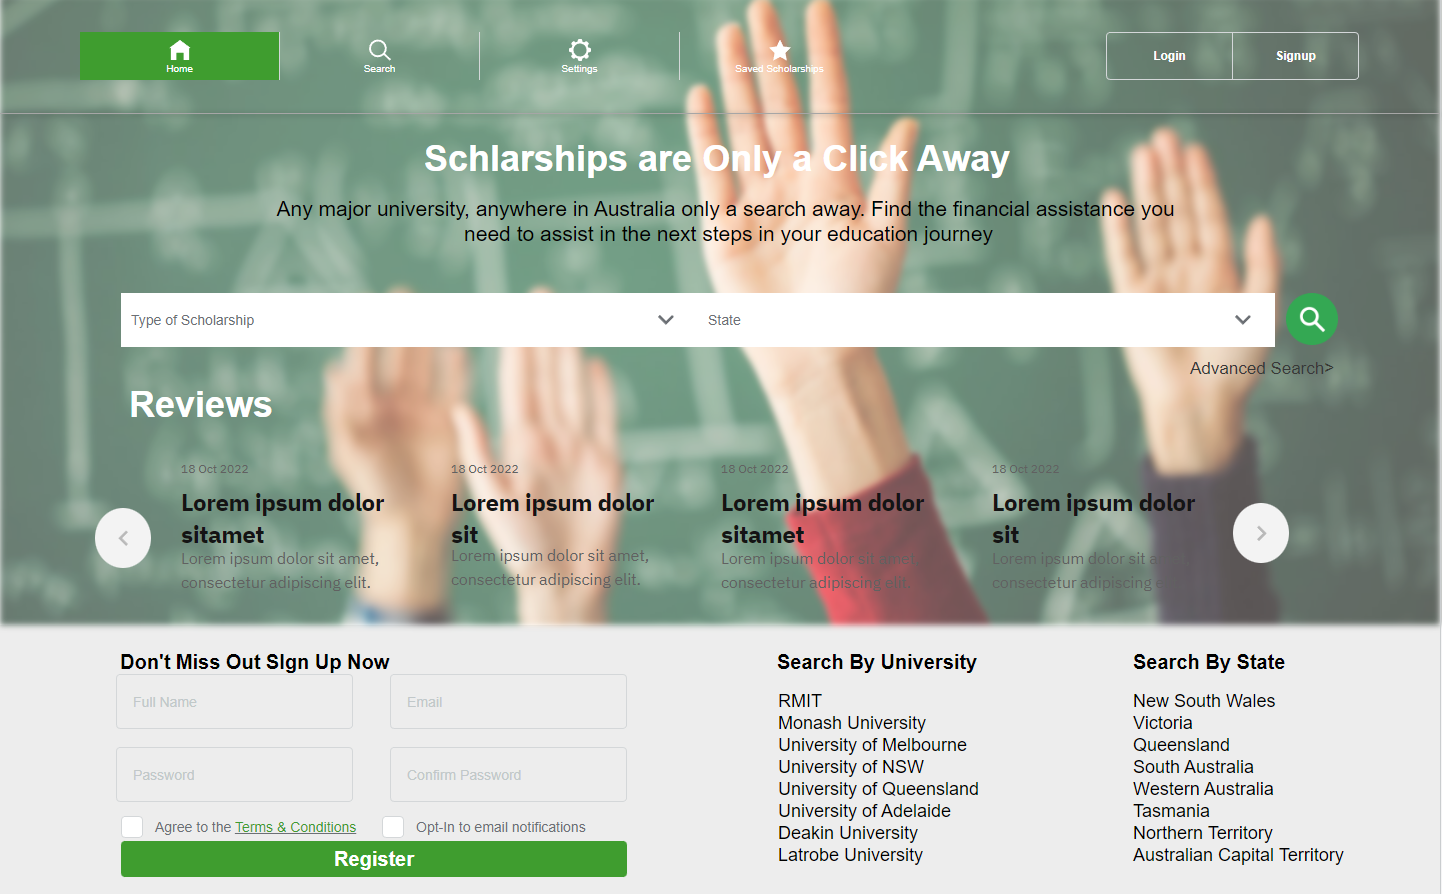 Home
Search
Settings
Saved Scholarships
Login
Signup
Schlarships are Only a Click Away
Any major university, anywhere in Australia only a search away. Find the financial assistance you
need to assist in the next steps in your education journey
Type of Scholarship
State
Advanced Search>
Reviews
18 Oct 2022
Lorem ipsum dolor
sitamet
Lorem ipsum dolor sit amet,
consectetur adipiscing elit.
18 Oct 2022
Lorem ipsum dolor
sit
Lorem ipsum dolor sit amet,
consectetur adipiscing elit.
18 Oct 2022
Lorem ipsum dolor
sitamet
Lorem ipsum dolor sit amet,
consectetur adipiscing elit.
18 Oct 2022
Lorem ipsum dolor
sit
Lorem ipsum dolor sit amet,
consectetur adipiscing elit.
Don't Miss Out SIgn Up Now
Full Name
Email
Password
Confirm Password
Agree to the Terms & Conditions
Opt-In to email notifications
Register
Search By University
RMIT
Monash University
University of Melbourne
University of NSW
University of Queensland
University of Adelaide
Deakin University
Latrobe University
Search By State
New South Wales
Victoria
Queensland
South Australia
Western Australia
Tasmania
Northern Territory
Australian Capital Territory